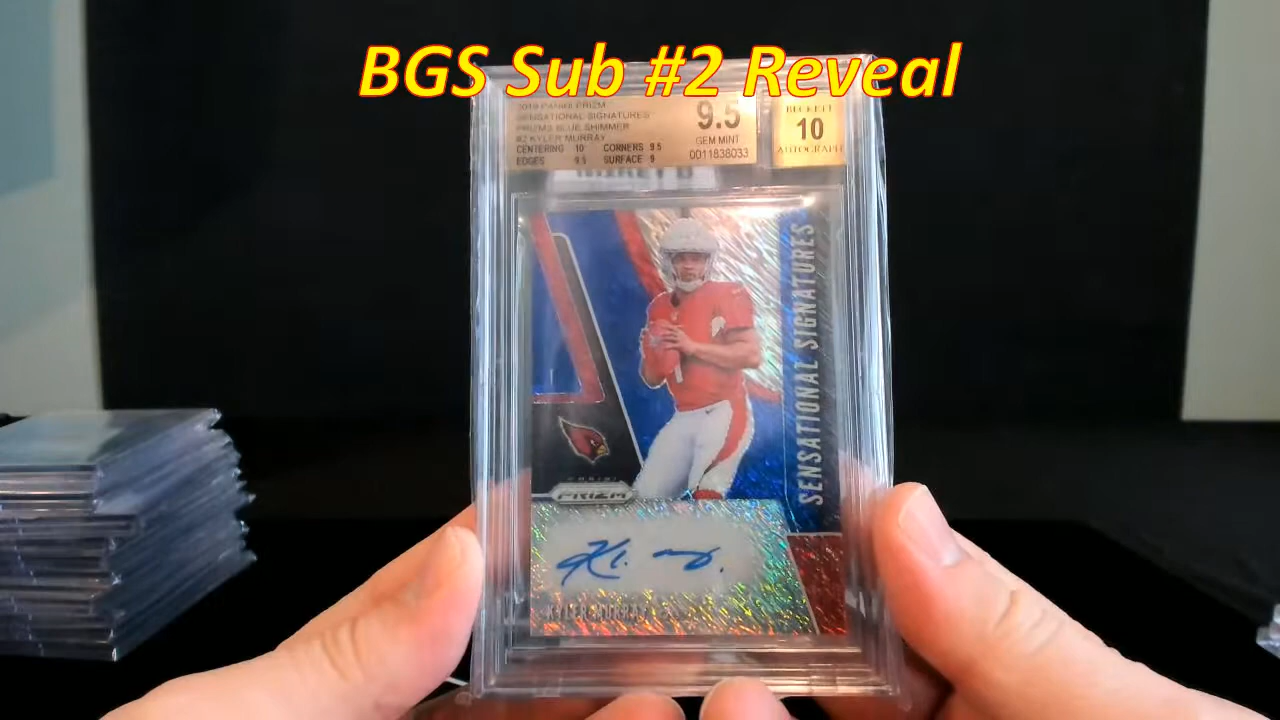 BGS Sub #2 Reveal
2019 PANINI PRIZM
SENSATIONAL SIGNATURES
PRIZMS BLUE SHIMMER
#2 KYLER MURRAY
CENTERING 10 CORNERS 9.5
EDGES 9.5 SURFACE 9
9.5
GEM MINT
0011838033
BECKETT
10
AUTOGRAPH
SENSATIONAL SIGNATURES
PANINI
PRIZM
KYLER MURRAY